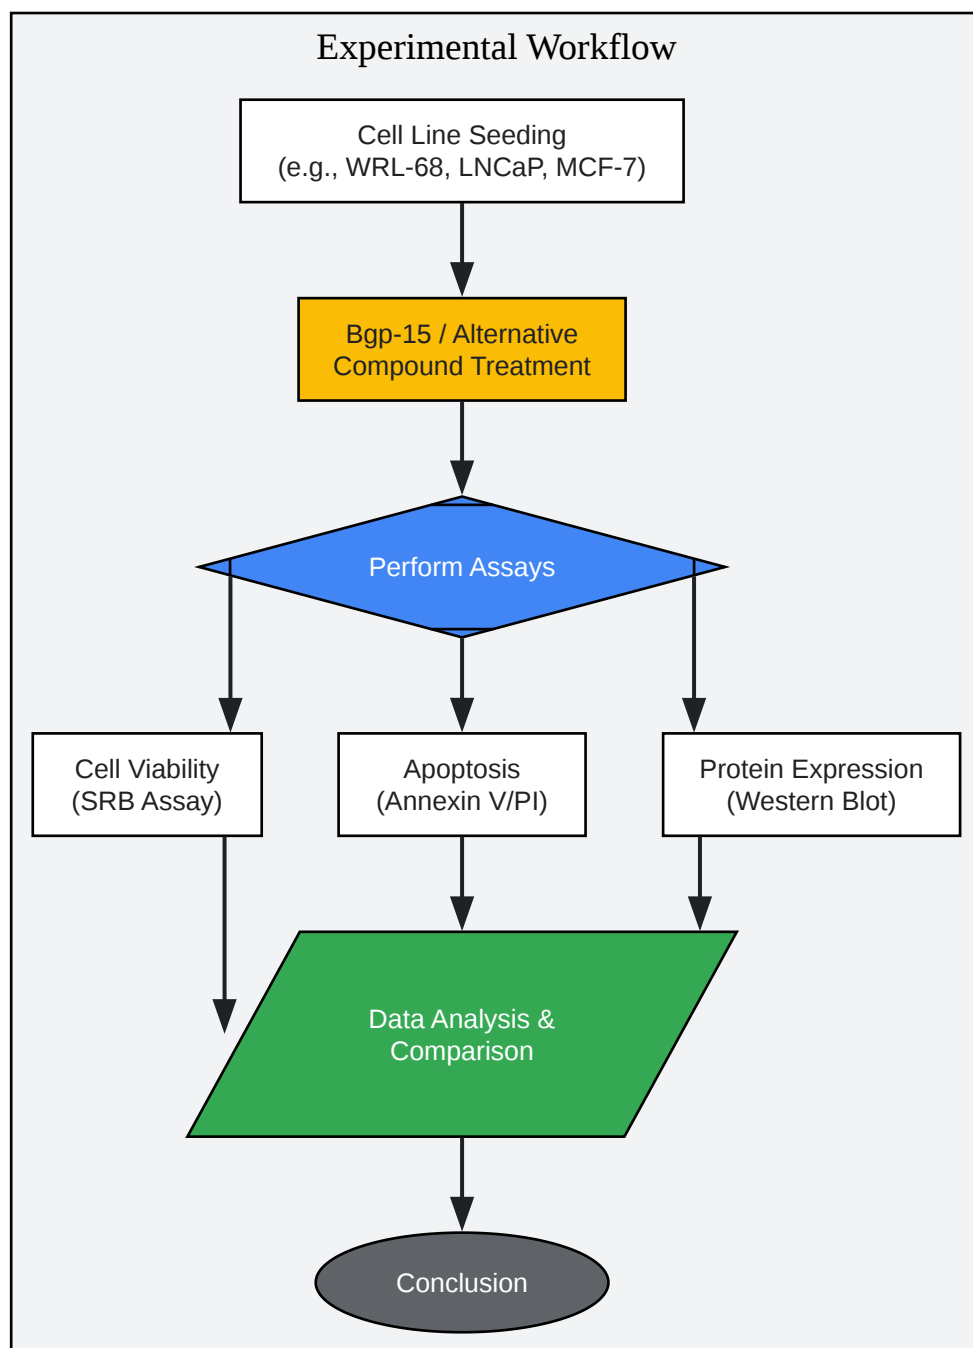 Experimental Workflow
Cell Line Seeding
(e.g., WRL-68, LNCaP, MCF-7)
Bgp-15 / Alternative
Compound Treatment
Perform Assays
Cell Viability
(SRB Assay)
Apoptosis
(Annexin V/PI)
Protein Expression
(Western Blot)
Data Analysis &
Comparison
Conclusion